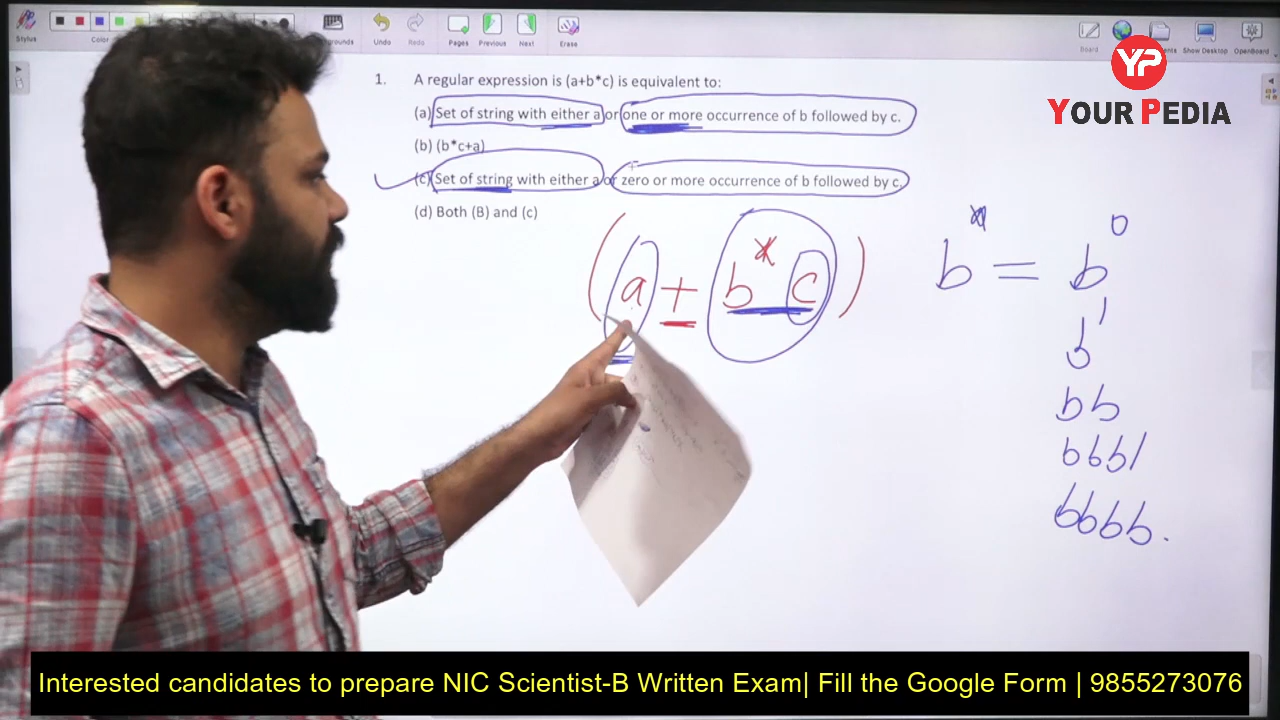 Stylus
Color
grounds
Undo
Redo
Pages
Previous
Next
Erase
Board
Show Desktop
OpenBoard
YP
YOUR PEDIA
1. A regular expression is (a+b*c) is equivalent to:
(a) Set of string with either a or one or more occurrence of b followed by c.
(b) (b*c+a)
(c) Set of string with either a or zero or more occurrence of b followed by c.
(d) Both (B) and (c)
(a + b* c)
b* = b0
b1
bb
bbb
bbbb.
Interested candidates to prepare NIC Scientist-B Written Exam| Fill the Google Form | 9855273076